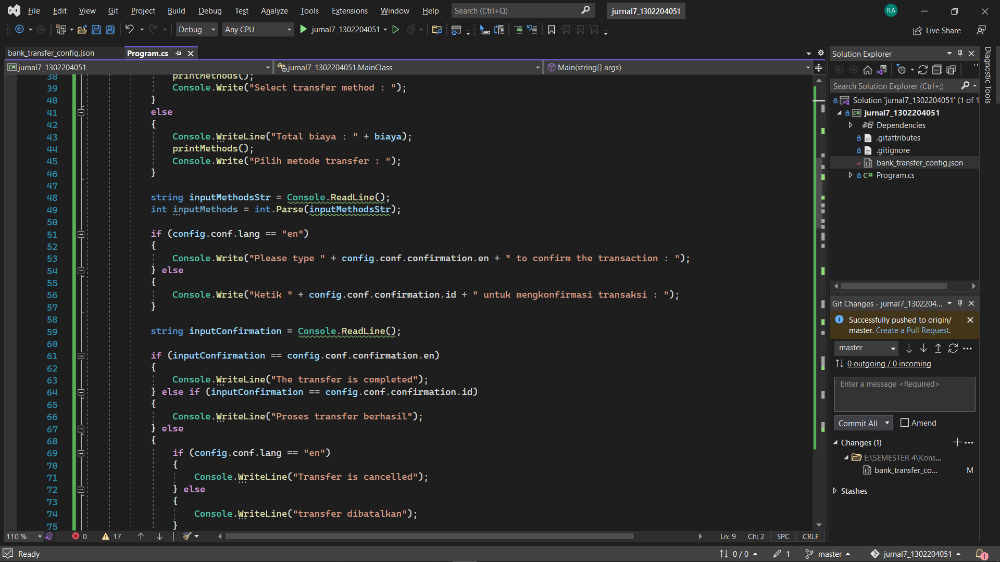 File Edit View Git Project Build Debug Test Analyze Tools Extensions Window Help Search (Ctrl+Q) jurnal7_1302204051 RA
Debug Any CPU jurnal7_1302204051 Live Share
bank_transfer_config.json Program.cs
jurnal7_1302204051 jurnal7_1302204051.MainClass Main(string[] args)
38 printMethods();
39 Console.Write("Select transfer method : ");
40 }
41 else
42 {
43 Console.WriteLine("Total biaya : " + biaya);
44 printMethods();
45 Console.Write("Pilih metode transfer : ");
46 }
47
48 string inputMethodsStr = Console.ReadLine();
49 int inputMethods = int.Parse(inputMethodsStr);
50
51 if (config.conf.lang == "en")
52 {
53 Console.Write("Please type " + config.conf.confirmation.en + " to confirm the transaction : ");
54 } else
55 {
56 Console.Write("Ketik " + config.conf.confirmation.id + " untuk mengkonfirmasi transaksi : ");
57 }
58
59 string inputConfirmation = Console.ReadLine();
60
61 if (inputConfirmation == config.conf.confirmation.en)
62 {
63 Console.WriteLine("The transfer is completed");
64 } else if (inputConfirmation == config.conf.confirmation.id)
65 {
66 Console.WriteLine("Proses transfer berhasil");
67 } else
68 {
69 if (config.conf.lang == "en")
70 {
71 Console.WriteLine("Transfer is cancelled");
72 } else
73 {
74 Console.WriteLine("transfer dibatalkan");
75 }
110 % 0 17 Ln: 9 Ch: 2 SPC CRLF
Solution Explorer
Search Solution Explorer (Ctrl+;)
Solution 'jurnal7_1302204051' (1 of 1
jurnal7_1302204051
Dependencies
.gitattributes
.gitignore
bank_transfer_config.json
Program.cs
Git Changes - jurnal7_1302204...
Successfully pushed to origin/
master. Create a Pull Request.
master
0 outgoing / 0 incoming
Enter a message <Required>
Commit All Amend
Changes (1)
E:\SEMESTER 4\Kons...
bank_transfer_co... M
Stashes
Diagnostic Tools
Ready 0 / 0 1 master jurnal7_1302204051 1